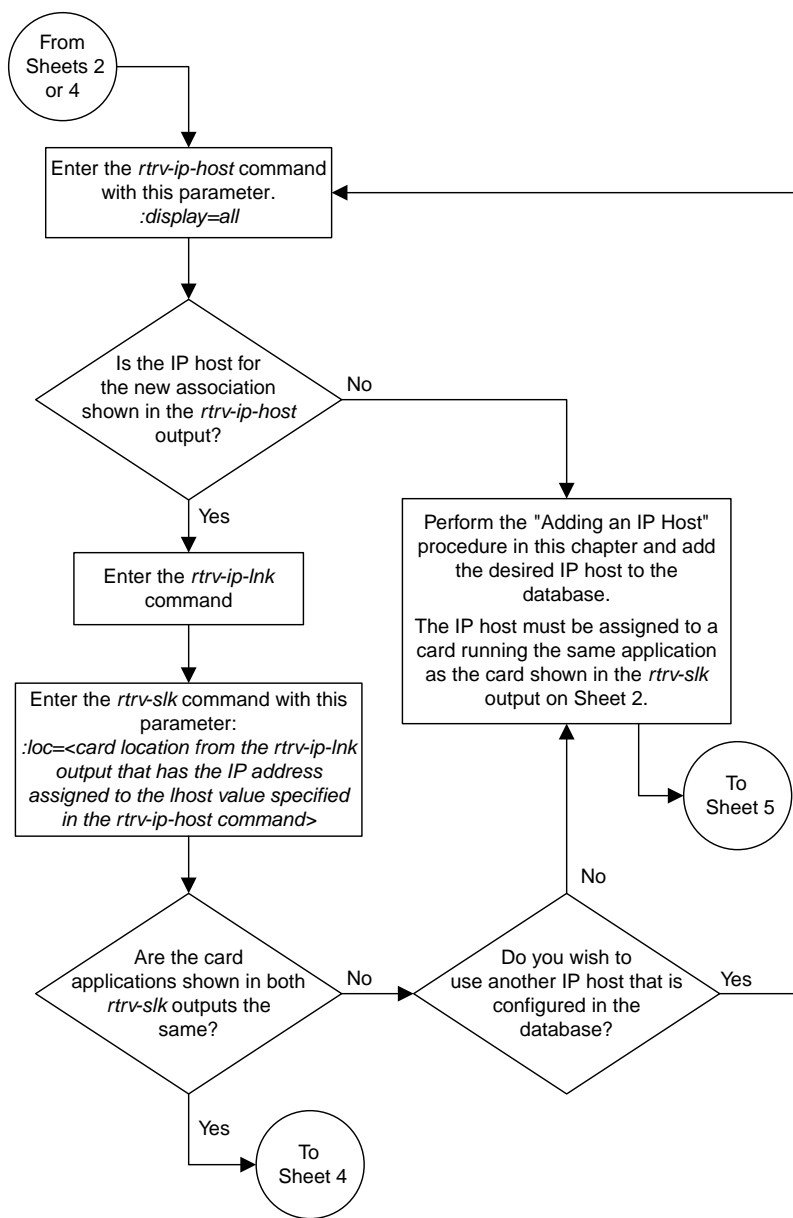 From
Sheets 2
or 4
Enter the rtrv-ip-host command
with this parameter.
:display=all
Is the IP host for
the new association
shown in the rtrv-ip-host
output?
No
Yes
Enter the rtrv-ip-lnk
command
Perform the "Adding an IP Host"
procedure in this chapter and add
the desired IP host to the
database.
The IP host must be assigned to a
card running the same application
as the card shown in the rtrv-slk
output on Sheet 2.
Enter the rtrv-slk command with this
parameter:
:loc=<card location from the rtrv-ip-lnk
output that has the IP address
assigned to the lhost value specified
in the rtrv-ip-host command>
To
Sheet 5
No
Are the card
applications shown in both
rtrv-slk outputs the
same?
No
Do you wish to
use another IP host that is
configured in the
database?
Yes
Yes
To
Sheet 4